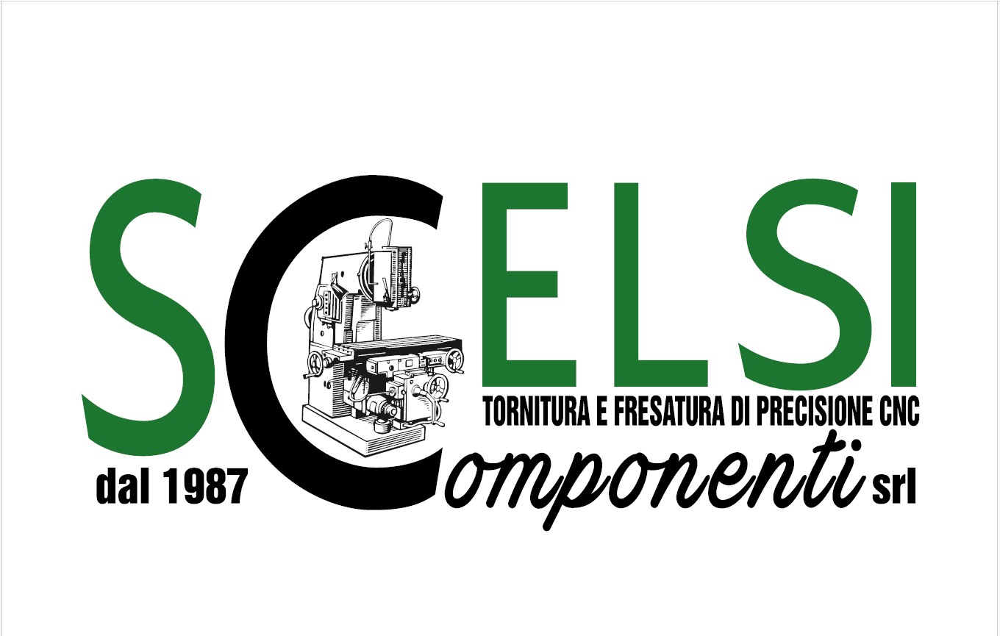 SCELSI
TORNITURA E FRESATURA DI PRECISIONE CNC
Componenti srl
dal 1987